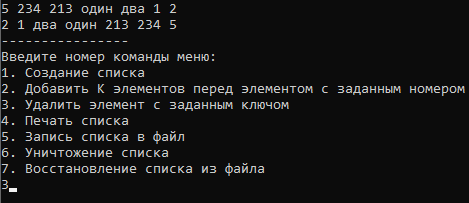 5 234 213 один два 1 2
2 1 два один 213 234 5
----------------
Введите номер команды меню:
1. Создание списка
2. Добавить К элементов перед элементом с заданным номером
3. Удалить элемент с заданным ключом
4. Печать списка
5. Запись списка в файл
6. Уничтожение списка
7. Восстановление списка из файла
3